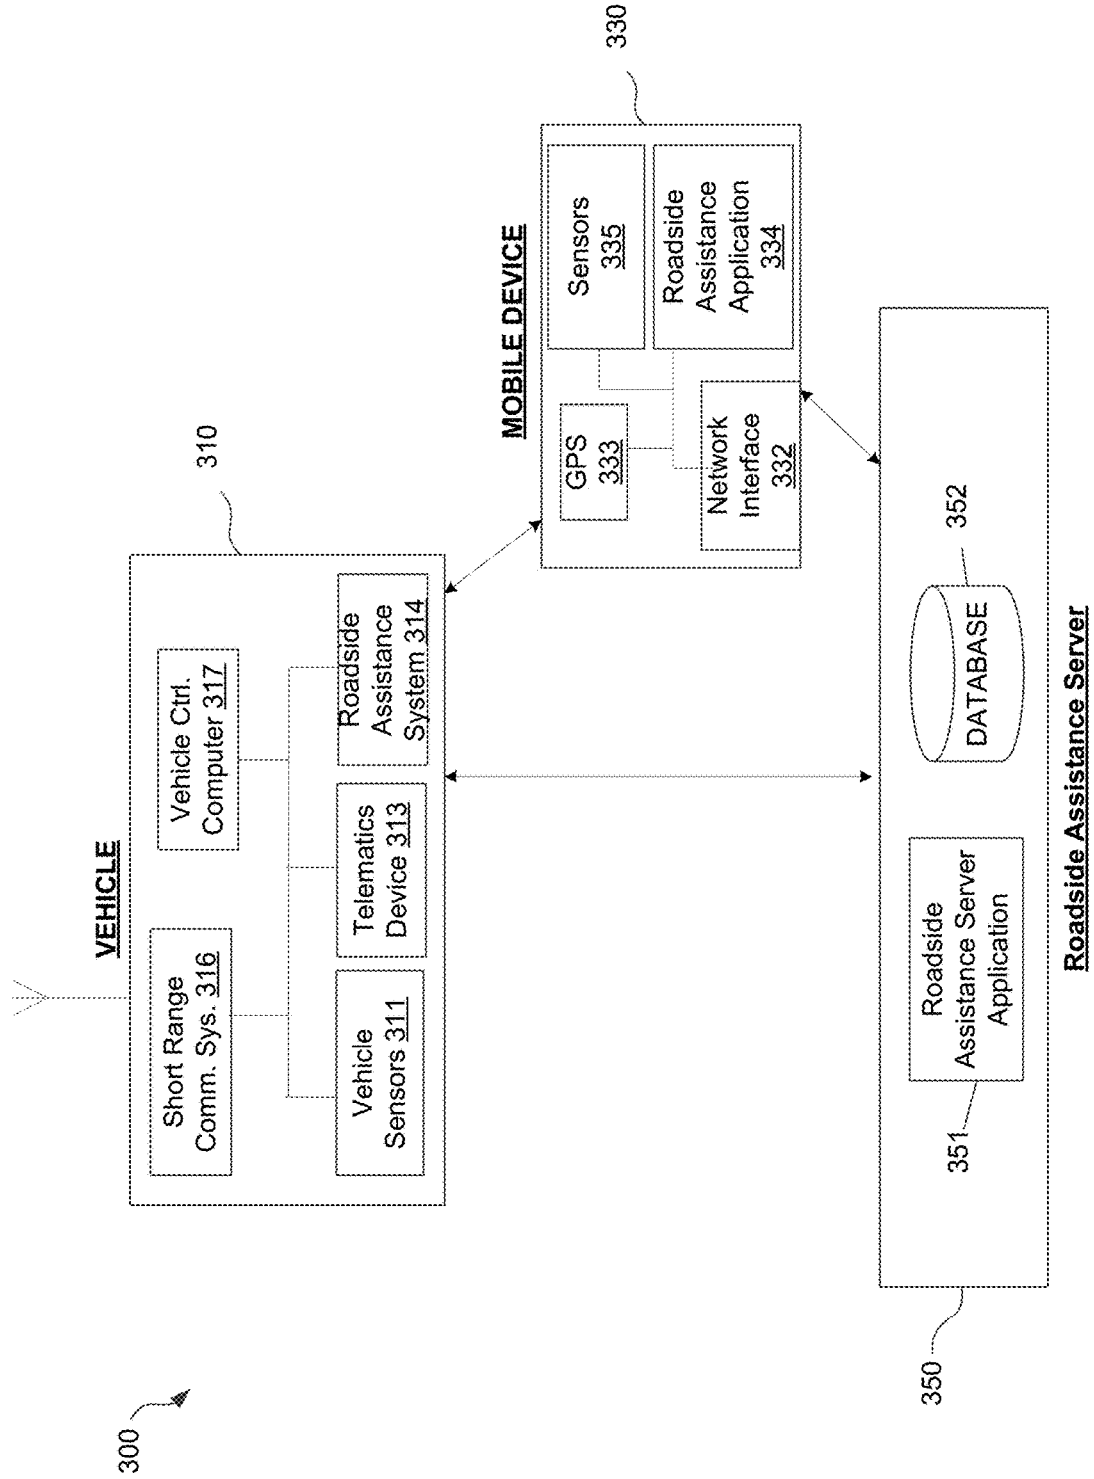 300
VEHICLE
310
Short Range
Comm. Sys. 316
Vehicle Ctrl.
Computer 317
Vehicle
Sensors 311
Telematics
Device 313
Roadside
Assistance
System 314
MOBILE DEVICE
330
GPS
333
Sensors
335
Network
Interface
332
Roadside
Assistance
Application
334
350
351
Roadside
Assistance Server
Application
DATABASE
352
Roadside Assistance Server